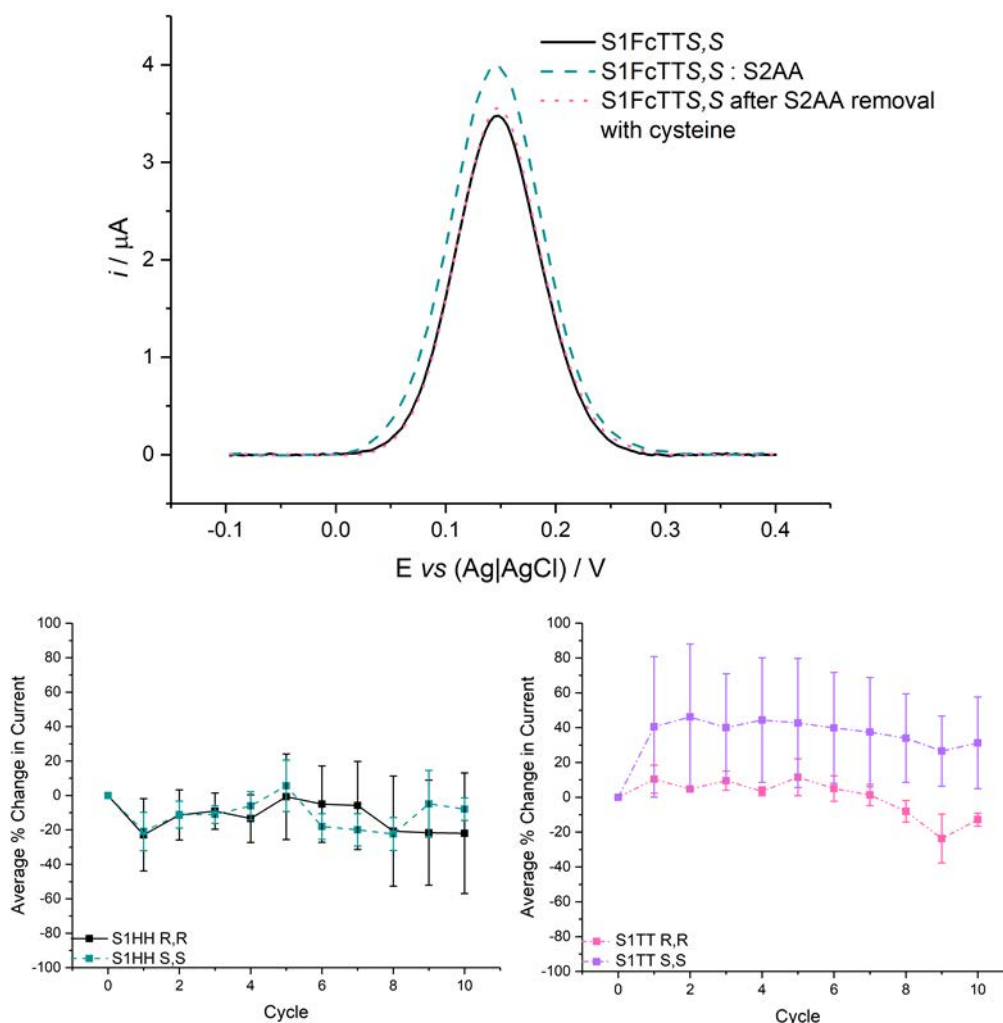 S1FcTTS,S
S1FcTTS,S : S2AA
S1FcTTS,S after S2AA removal
with cysteine
4
3
2
1
0
i / μA
-0.1 0.0 0.1 0.2 0.3 0.4
E vs (Ag|AgCl) / V
100
80
60
40
20
0
-20
-40
-60
-80
-100
Average % Change in Current
S1HH R,R
S1HH S,S
0 2 4 6 8 10
Cycle
100
80
60
40
20
0
-20
-40
-60
-80
-100
Average % Change in Current
S1TT R,R
S1TT S,S
0 2 4 6 8 10
Cycle